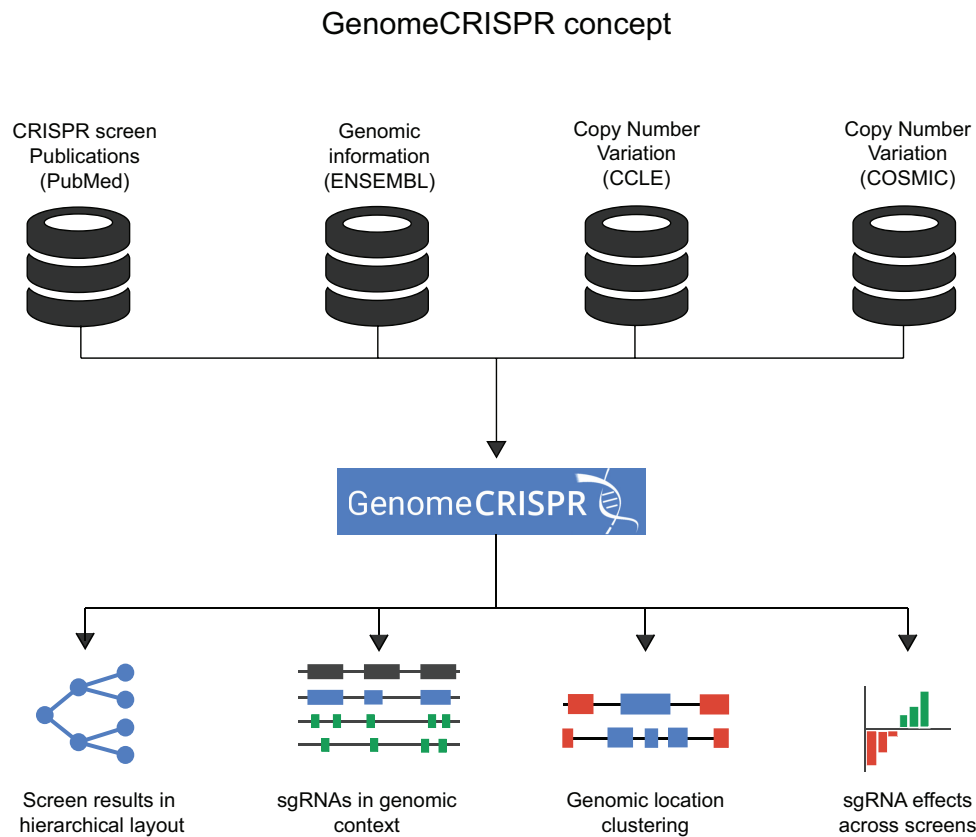 GenomeCRISPR concept
CRISPR screen
Publications
(PubMed)
Genomic
information
(ENSEMBL)
Copy Number
Variation
(CCLE)
Copy Number
Variation
(COSMIC)
GenomeCRISPR
Screen results in
hierarchical layout
sgRNAs in genomic
context
Genomic location
clustering
sgRNA effects
across screens